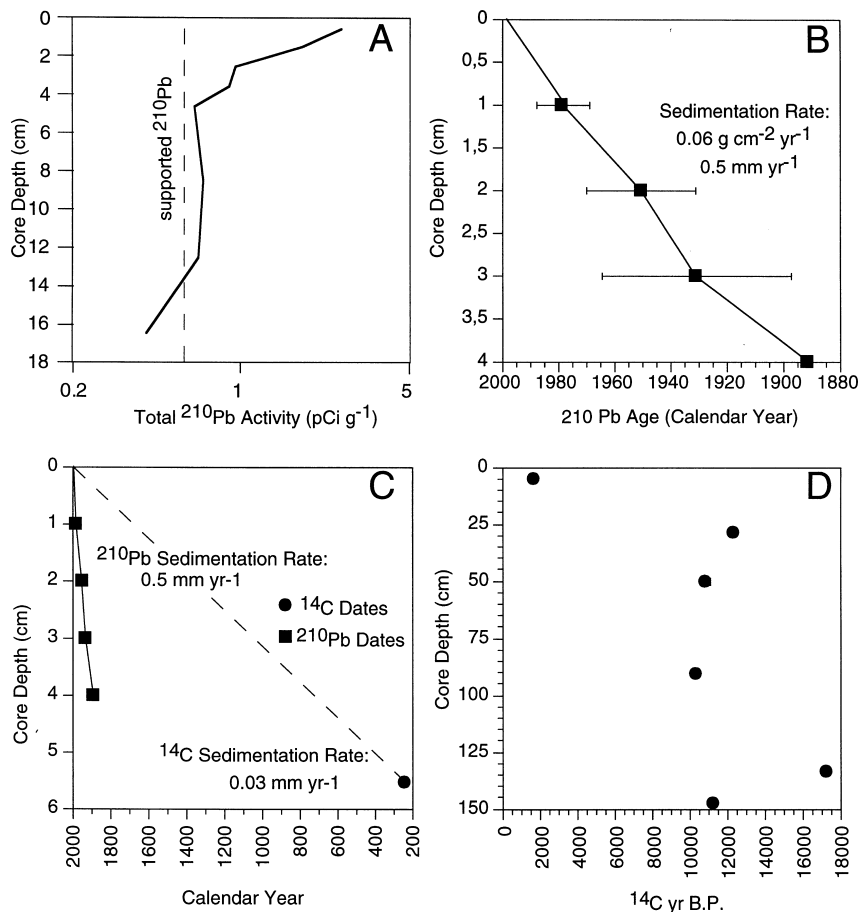 A
0
2
4
6
8
10
12
14
16
18
Core Depth (cm)
supported 210Pb
0.2
1
5
Total 210Pb Activity (pCi g-1)
B
0
0,5
1
1,5
2
2,5
3
3,5
4
Core Depth (cm)
Sedimentation Rate:
0.06 g cm-2 yr-1
0.5 mm yr-1
2000
1980
1960
1940
1920
1900
1880
210 Pb Age (Calendar Year)
C
0
1
2
3
4
5
6
Core Depth (cm)
210Pb Sedimentation Rate:
0.5 mm yr-1
14C Dates
210Pb Dates
14C Sedimentation Rate:
0.03 mm yr-1
2000
1800
1600
1400
1200
1000
800
600
400
200
Calendar Year
D
0
25
50
75
100
125
150
Core Depth (cm)
0
2000
4000
6000
8000
10000
12000
14000
16000
18000
14C yr B.P.